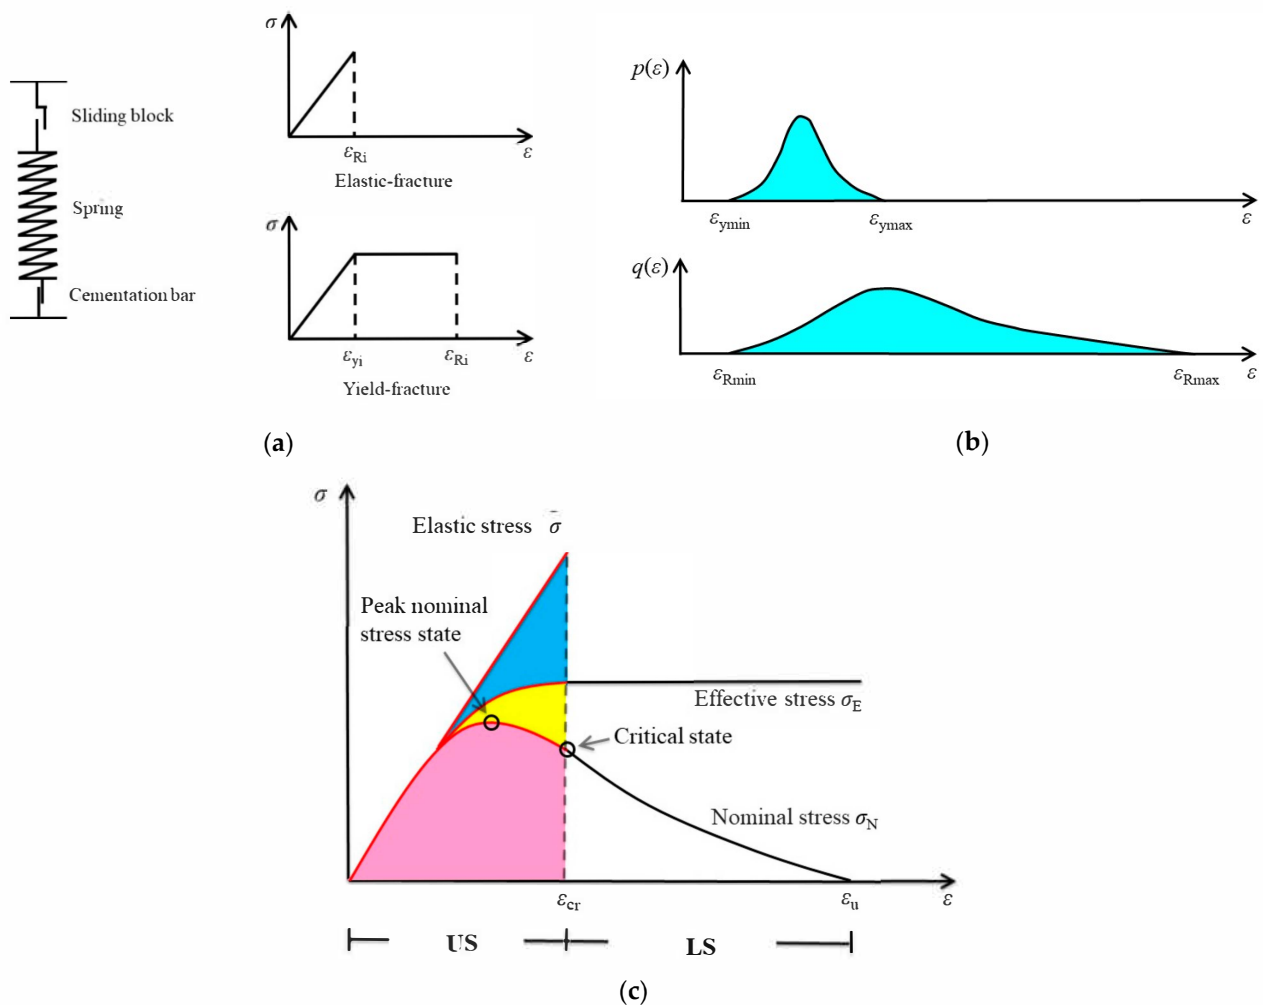 σ
Sliding block
Spring
Cementation bar
ε_Ri
ε
Elastic-fracture
σ
ε_yi
ε_Ri
ε
Yield-fracture
(a)
p(ε)
ε_ymin
ε_ymax
ε
q(ε)
ε_Rmin
ε_Rmax
ε
(b)
σ
Elastic stress σ̄
Peak nominal
stress state
Effective stress σ_E
Critical state
Nominal stress σ_N
ε_cr
ε_u
ε
US
LS
(c)